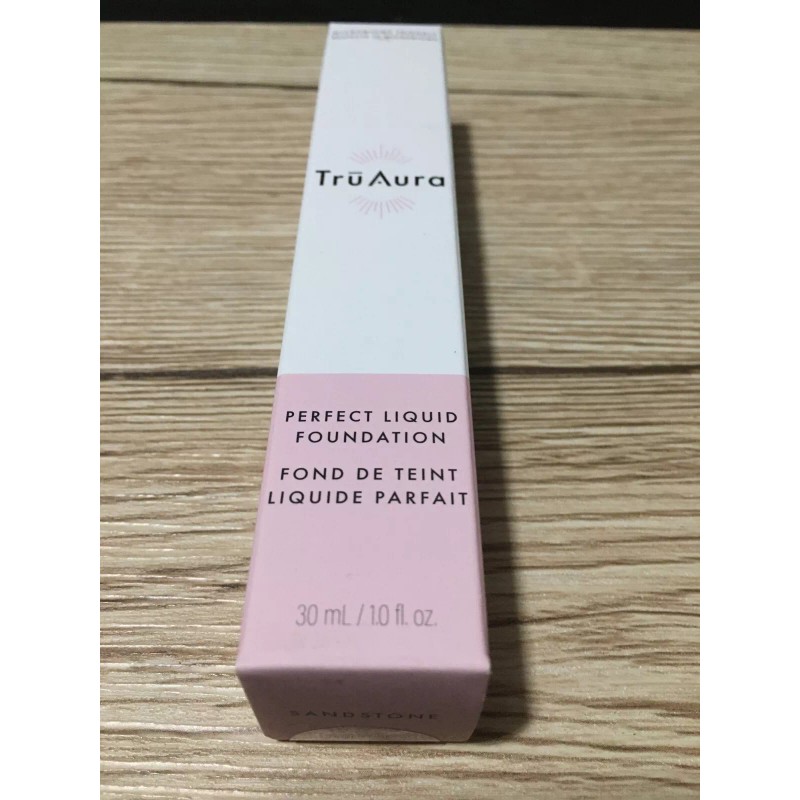 TrūAura
PERFECT LIQUID
FOUNDATION
FOND DE TEINT
LIQUIDE PARFAIT
30 mL / 1.0 fl. oz.
SANDSTONE